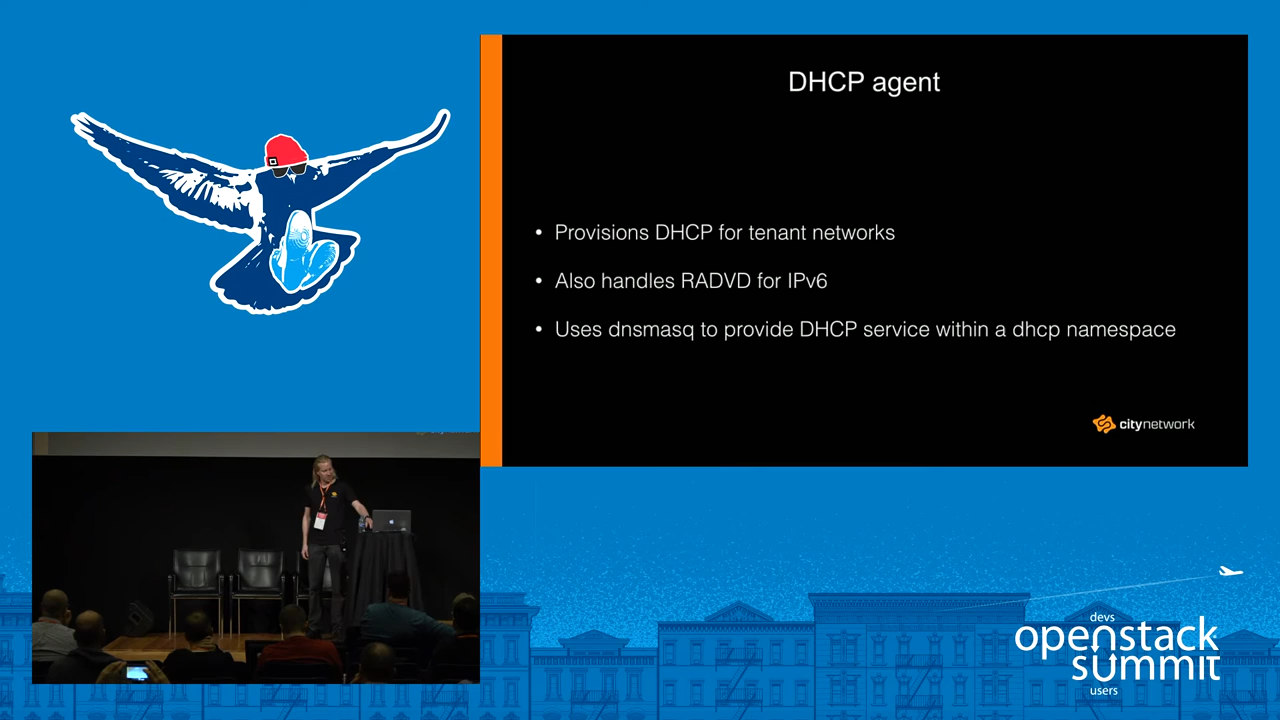 DHCP agent
• Provisions DHCP for tenant networks
• Also handles RADVD for IPv6
• Uses dnsmasq to provide DHCP service within a dhcp namespace
citynetwork
devs
openstack
summit
users